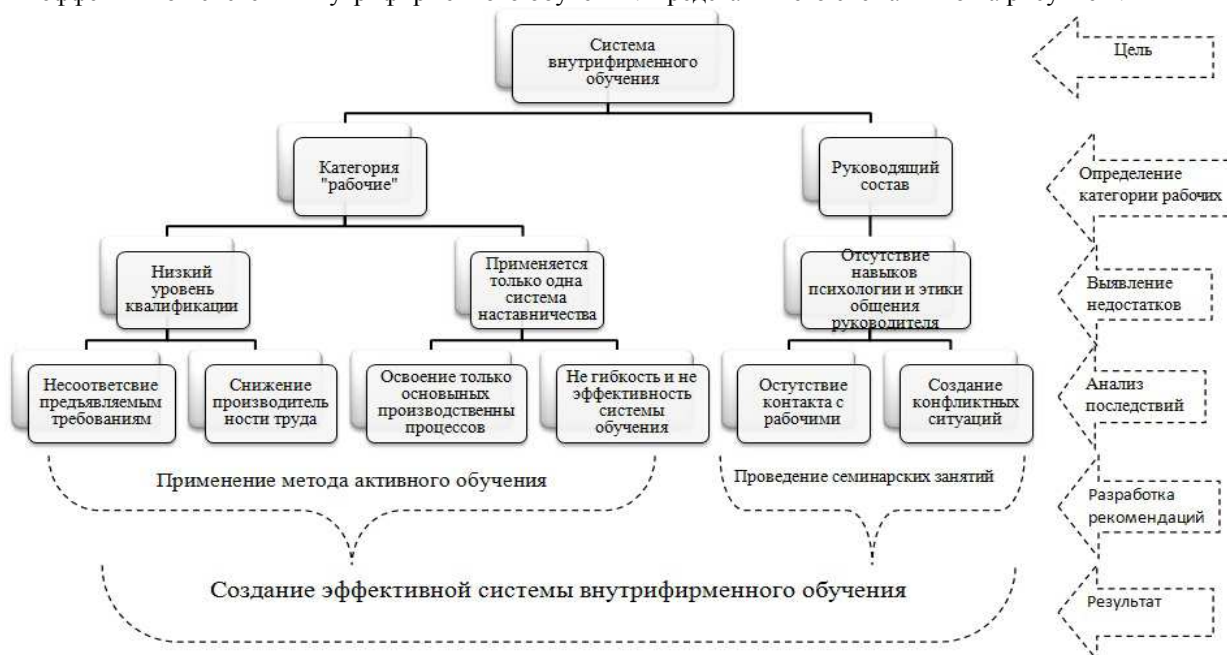 Система
внутрифирменного
обучения
Цель
Категория
"рабочие"
Руководящий
состав
Определение
категории рабочих
Низкий
уровень
квалификации
Применяется
только одна
система
наставничества
Отсутствие
навыков
психологии и этики
общения
руководителя
Выявление
недостатков
Несоответсвие
предъявляемым
требованиям
Снижение
производитель
ности труда
Освоение только
основыных
производственны
процессов
Не гибкость и не
эффективность
системы
обучения
Остутствие
контакта с
рабочими
Создание
конфликтных
ситуаций
Анализ
последствий
Применение метода активного обучения
Проведение семинарских занятий
Разработка
рекомендаций
Создание эффективной системы внутрифирменного обучения
Результат